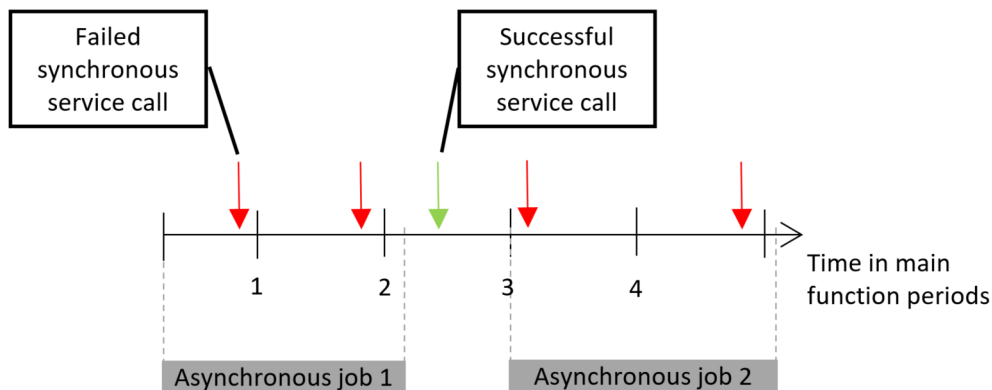 Failed
synchronous
service call
Successful
synchronous
service call
1
2
3
4
Time in main
function periods
Asynchronous job 1
Asynchronous job 2